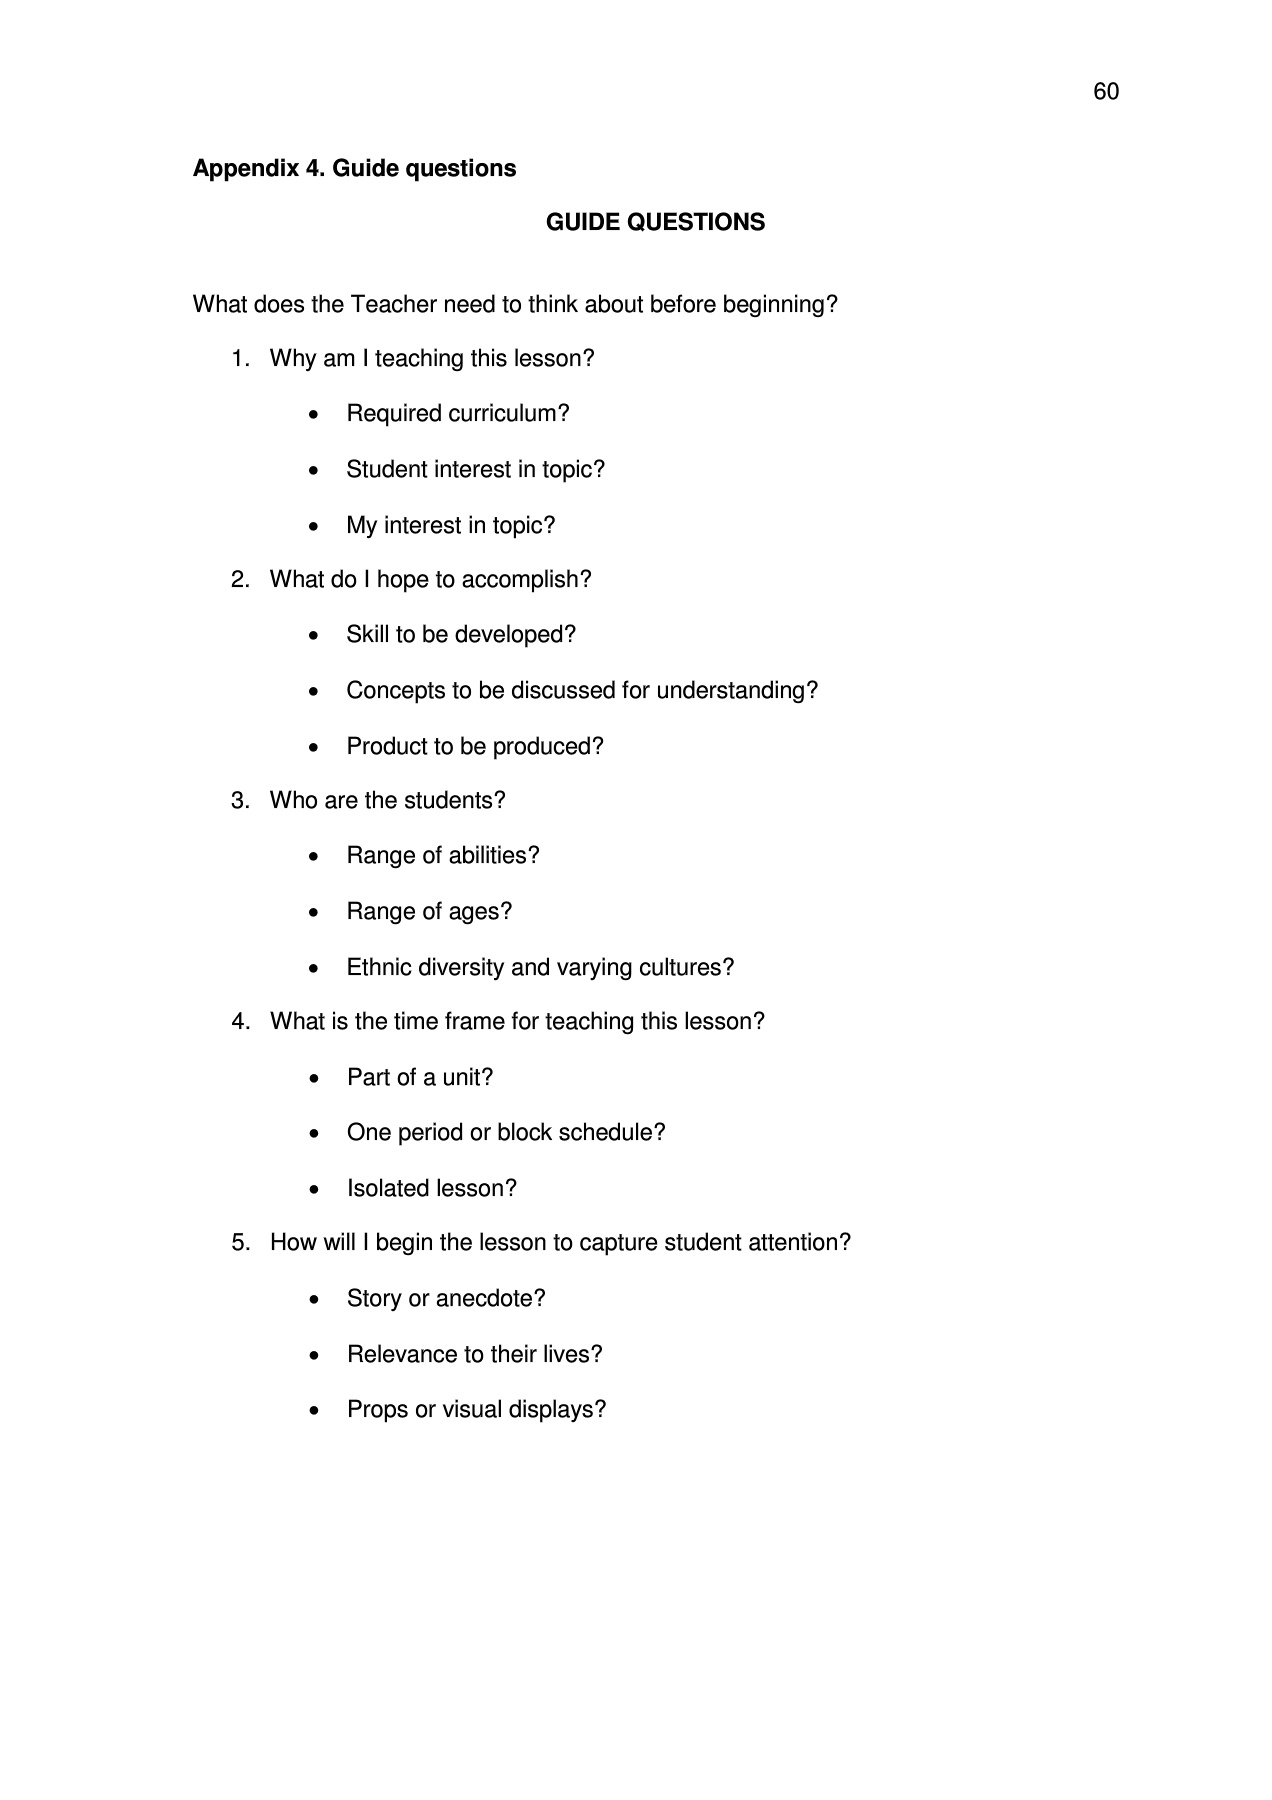 60
Appendix 4. Guide questions
GUIDE QUESTIONS
What does the Teacher need to think about before beginning?
1. Why am I teaching this lesson?
• Required curriculum?
• Student interest in topic?
• My interest in topic?
2. What do I hope to accomplish?
• Skill to be developed?
• Concepts to be discussed for understanding?
• Product to be produced?
3. Who are the students?
• Range of abilities?
• Range of ages?
• Ethnic diversity and varying cultures?
4. What is the time frame for teaching this lesson?
• Part of a unit?
• One period or block schedule?
• Isolated lesson?
5. How will I begin the lesson to capture student attention?
• Story or anecdote?
• Relevance to their lives?
• Props or visual displays?